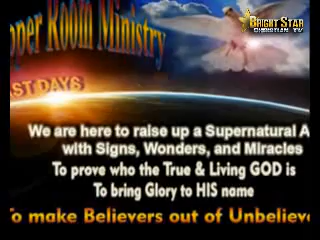 BRIGHT STAR
CHRISTIAN TV
pper Room Ministry
ST DAYS
We are here to raise up a Supernatural A
with Signs, Wonders, and Miracles
To prove who the True & Living GOD is
To bring Glory to HIS name
To make Believers out of Unbelieve